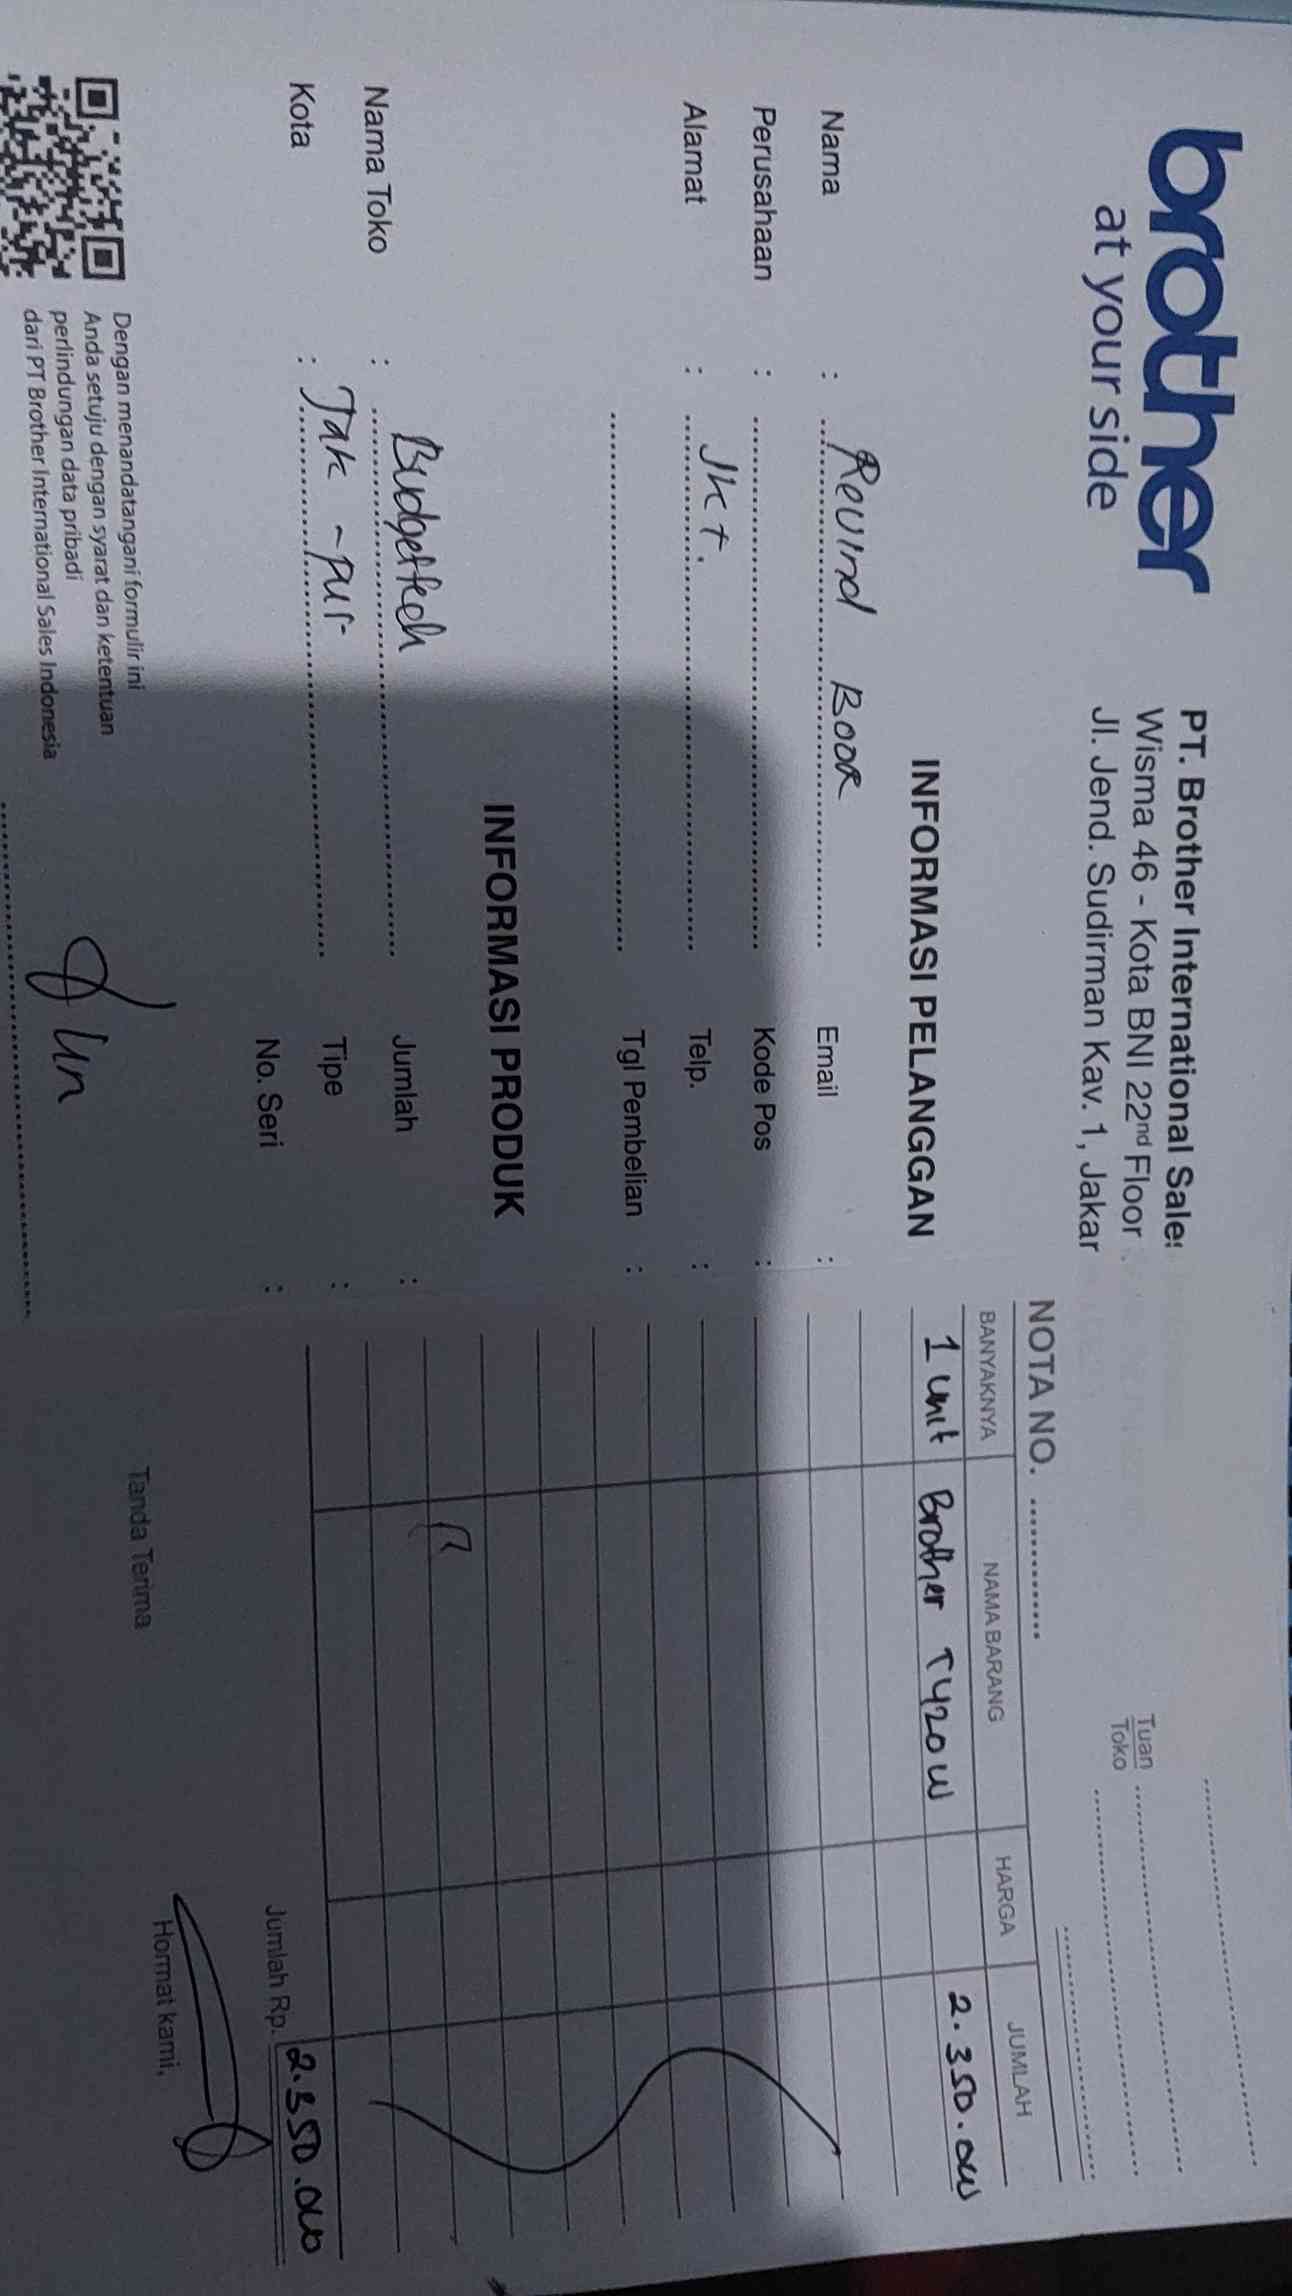 brother
at your side
PT. Brother International Sale
Wisma 46 - Kota BNI 22nd Floor
Jl. Jend. Sudirman Kav. 1, Jakar
INFORMASI PELANGGAN
Nama :
Email :
Perusahaan :
Kode Pos :
Alamat : Jkt.
Telp. :
Tgl Pembelian :
INFORMASI PRODUK
Nama Toko : Budgettech
Jumlah :
Kota : Jak - pus
Tipe :
No. Seri :
Dengan menandatangani formulir ini
Anda setuju dengan syarat dan ketentuan
perlindungan data pribadi
dari PT Brother International Sales Indonesia
Tuan
Toko
NOTA NO.
BANYAKNYA NAMA BARANG HARGA JUMLAH
1 unit Brother T420W 2.350.000
Jumlah Rp. 2.350.000
Tanda Terima
Hormat kami,